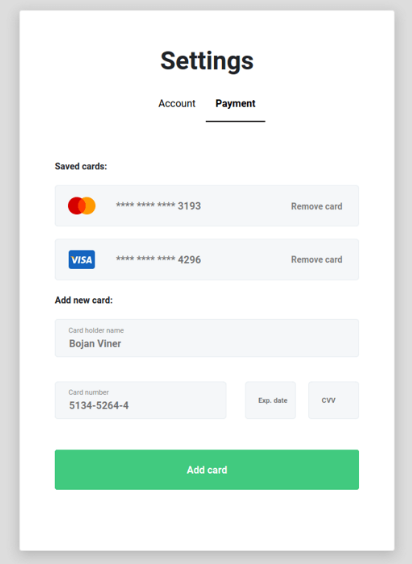 Settings
Account Payment
Saved cards:
**** **** **** 3193 Remove card
VISA **** **** **** 4296 Remove card
Add new card:
Card holder name
Bojan Viner
Card number Exp. date CVV
5134-5264-4
Add card